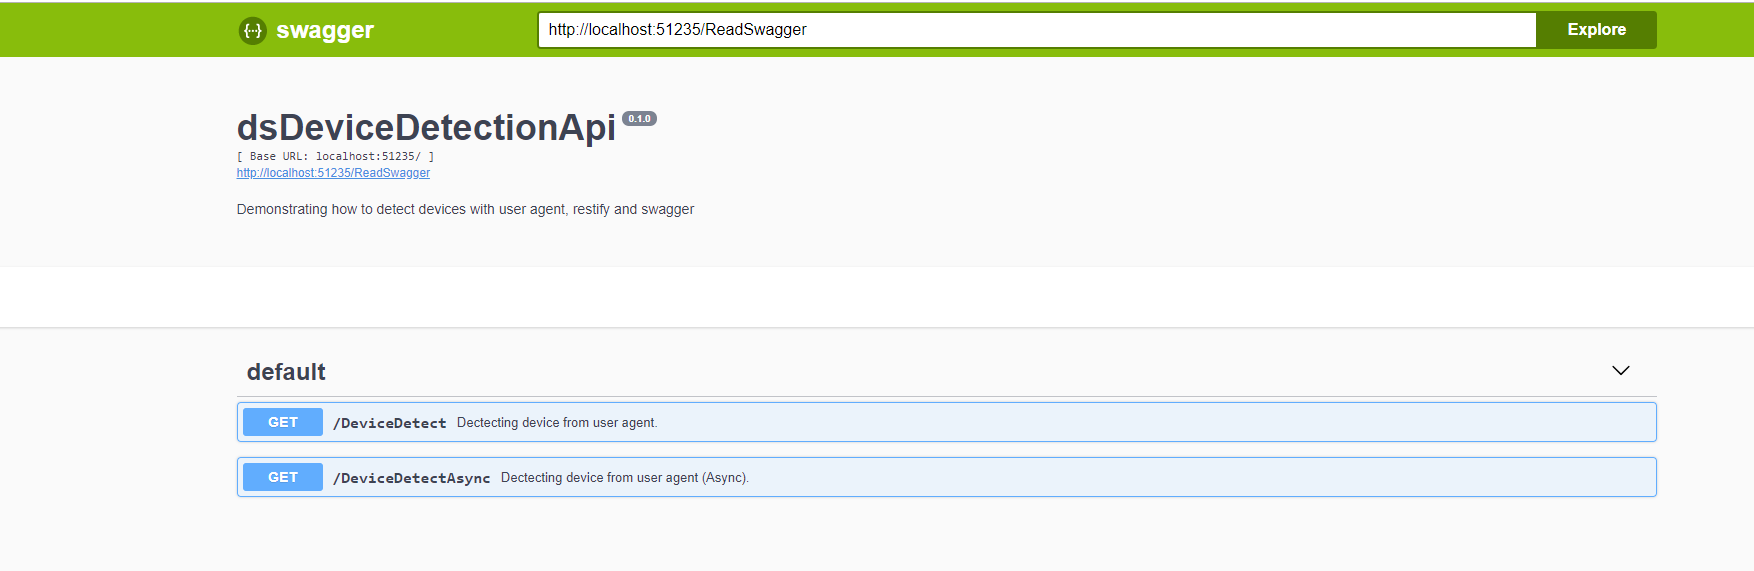 {··} swagger http://localhost:51235/ReadSwagger Explore
dsDeviceDetectionApi 0.1.0
[ Base URL: localhost:51235/ ]
http://localhost:51235/ReadSwagger
Demonstrating how to detect devices with user agent, restify and swagger
default
GET /DeviceDetect Dectecting device from user agent.
GET /DeviceDetectAsync Dectecting device from user agent (Async).